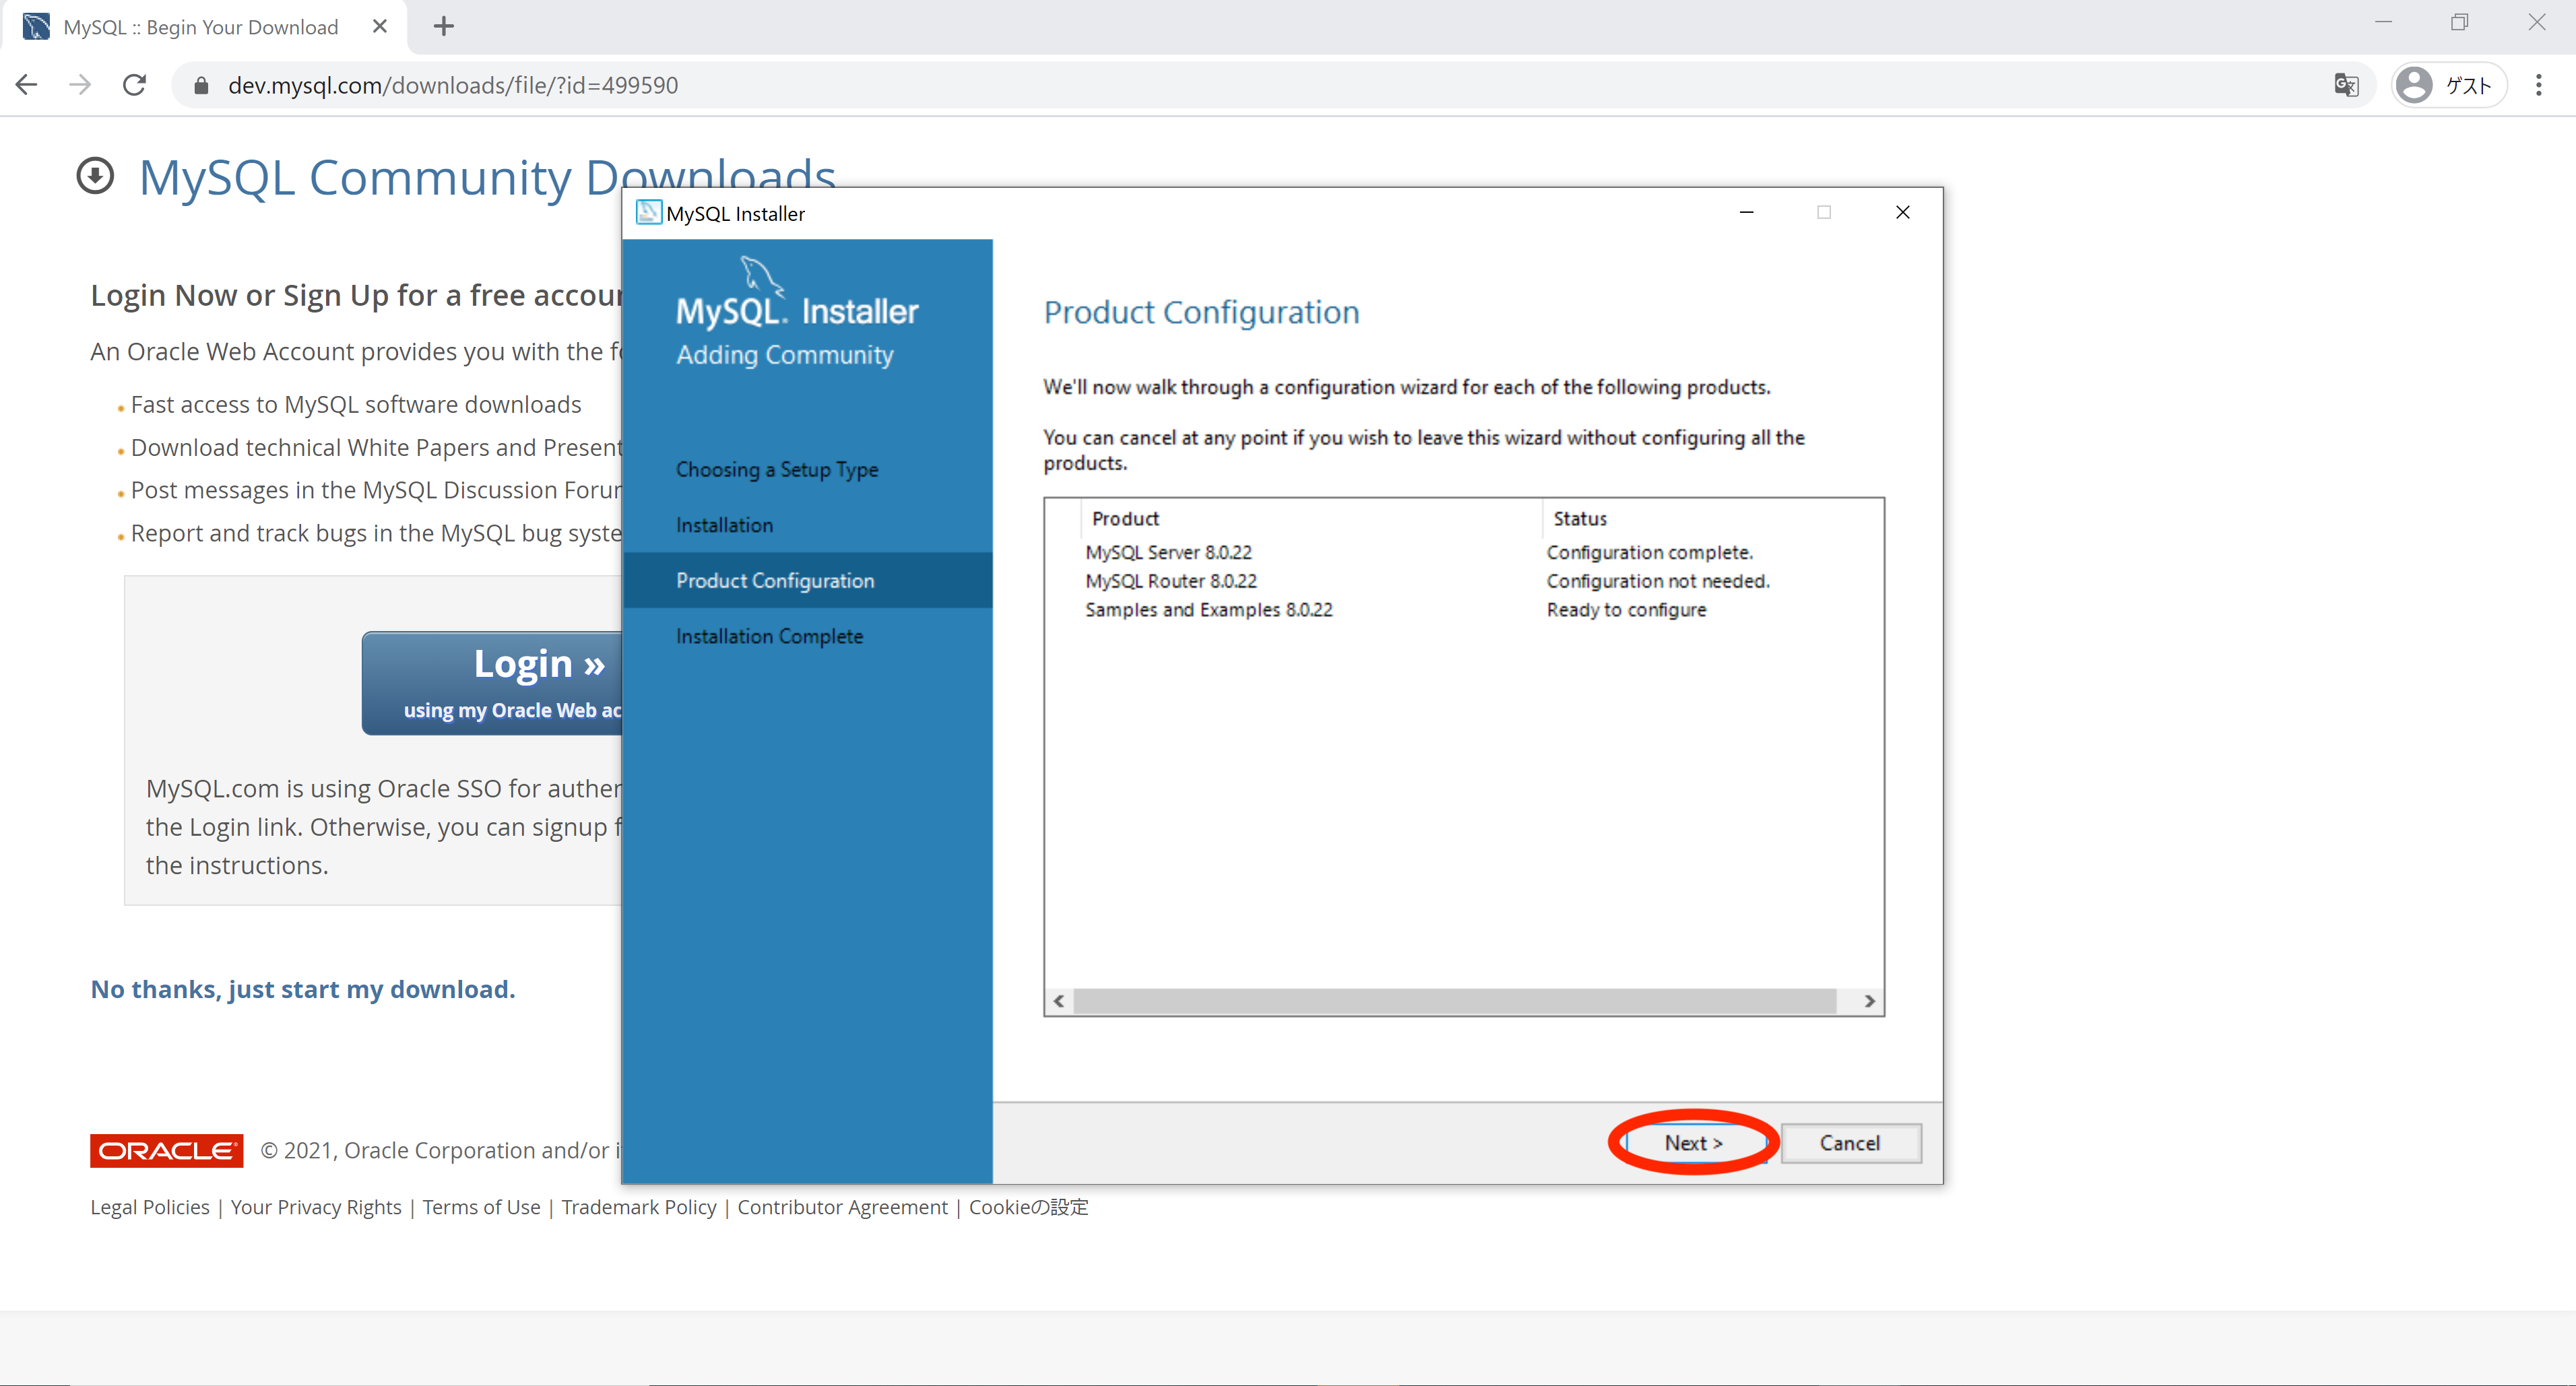 MySQL :: Begin Your Download
dev.mysql.com/downloads/file/?id=499590
ゲスト
MySQL Community Downloads
Login Now or Sign Up for a free accou
An Oracle Web Account provides you with the f
Fast access to MySQL software downloads
Download technical White Papers and Present
Post messages in the MySQL Discussion Foru
Report and track bugs in the MySQL bug syste
Login »
using my Oracle Web ac
MySQL.com is using Oracle SSO for auther
the Login link. Otherwise, you can signup f
the instructions.
No thanks, just start my download.
ORACLE
© 2021, Oracle Corporation and/or i
Legal Policies | Your Privacy Rights | Terms of Use | Trademark Policy | Contributor Agreement | Cookieの設定
MySQL Installer
MySQL. Installer
Adding Community
Choosing a Setup Type
Installation
Product Configuration
Installation Complete
Product Configuration
We'll now walk through a configuration wizard for each of the following products.
You can cancel at any point if you wish to leave this wizard without configuring all the
products.
Product Status
MySQL Server 8.0.22 Configuration complete.
MySQL Router 8.0.22 Configuration not needed.
Samples and Examples 8.0.22 Ready to configure
Next > Cancel